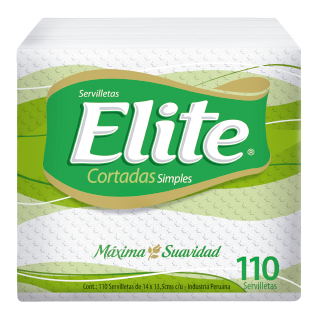 Servilletas
Elite®
Cortadas Simples
Máxima Suavidad
110
Servilletas
Cont.: 110 Servilletas de 14 x 13,5cms c/u - Industria Peruana